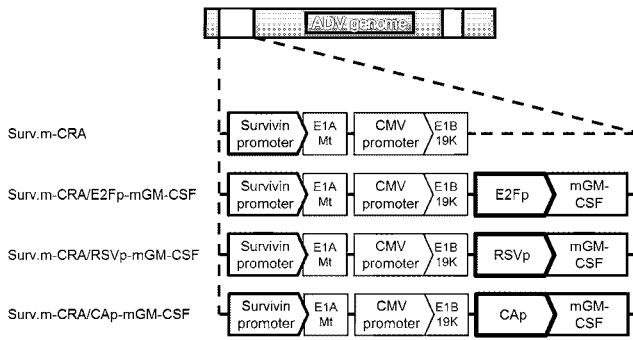 ADV genome
Surv.m-CRA
Survivin promoter
E1A Mt
CMV promoter
E1B 19K
Surv.m-CRA/E2Fp-mGM-CSF
Survivin promoter
E1A Mt
CMV promoter
E1B 19K
E2Fp
mGM-CSF
Surv.m-CRA/RSVp-mGM-CSF
Survivin promoter
E1A Mt
CMV promoter
E1B 19K
RSVp
mGM-CSF
Surv.m-CRA/CAp-mGM-CSF
Survivin promoter
E1A Mt
CMV promoter
E1B 19K
CAp
mGM-CSF